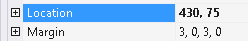 Location 430, 75
Margin 3, 0, 3, 0